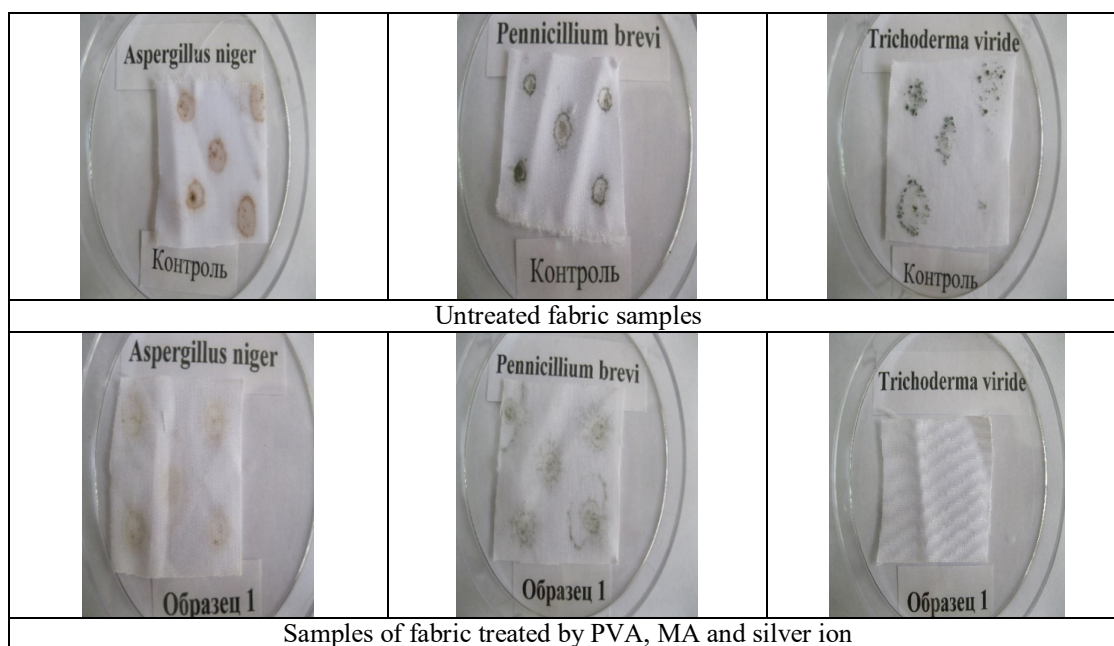 Aspergillus niger
Контроль
Pennicillium brevi
Контроль
Trichoderma viride
Контроль
Untreated fabric samples
Aspergillus niger
Образец 1
Pennicillium brevi
Образец 1
Trichoderma viride
Образец 1
Samples of fabric treated by PVA, MA and silver ion